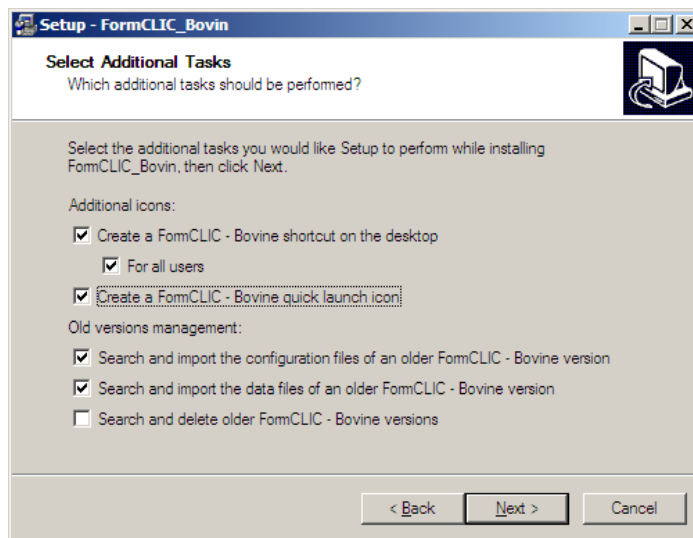 Setup - FormCLIC_Bovin
Select Additional Tasks
Which additional tasks should be performed?
Select the additional tasks you would like Setup to perform while installing
FormCLIC_Bovin, then click Next.
Additional icons:
Create a FormCLIC - Bovine shortcut on the desktop
For all users
Create a FormCLIC - Bovine quick launch icon
Old versions management:
Search and import the configuration files of an older FormCLIC - Bovine version
Search and import the data files of an older FormCLIC - Bovine version
Search and delete older FormCLIC - Bovine versions
< Back Next > Cancel